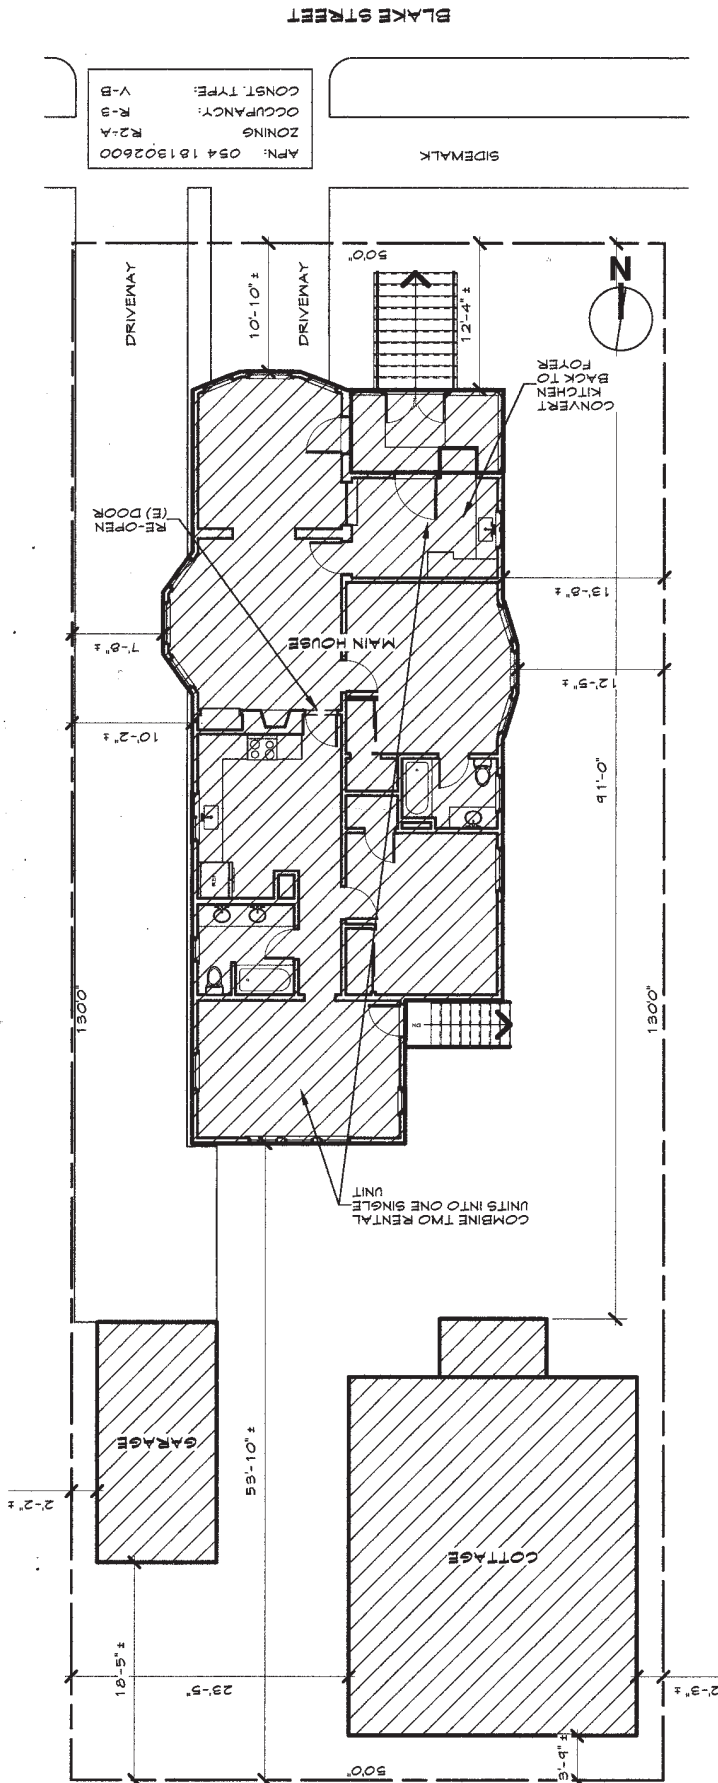 BLAKE STREET
APN: 054 181302600
ZONING R2-A
OCCUPANCY: R-3
CONST. TYPE: V-B
SIDEWALK
DRIVEWAY
DRIVEWAY
10'-10" ±
50'0"
12'-4" ±
N
CONVERT
KITCHEN
BACK TO
FOYER
RE-OPEN
(E) DOOR
13'-8" ±
7'-8" ±
MAIN HOUSE
12'-5" ±
10'-2" ±
91'-0"
REF
130'0"
130'0"
DN
COMBINE TWO RENTAL
UNITS INTO ONE SINGLE
UNIT
GARAGE
53'-10" ±
2'-2" ±
COTTAGE
18'-5" ±
23'-5"
2'-3" ±
3'-9" ±
50'0"